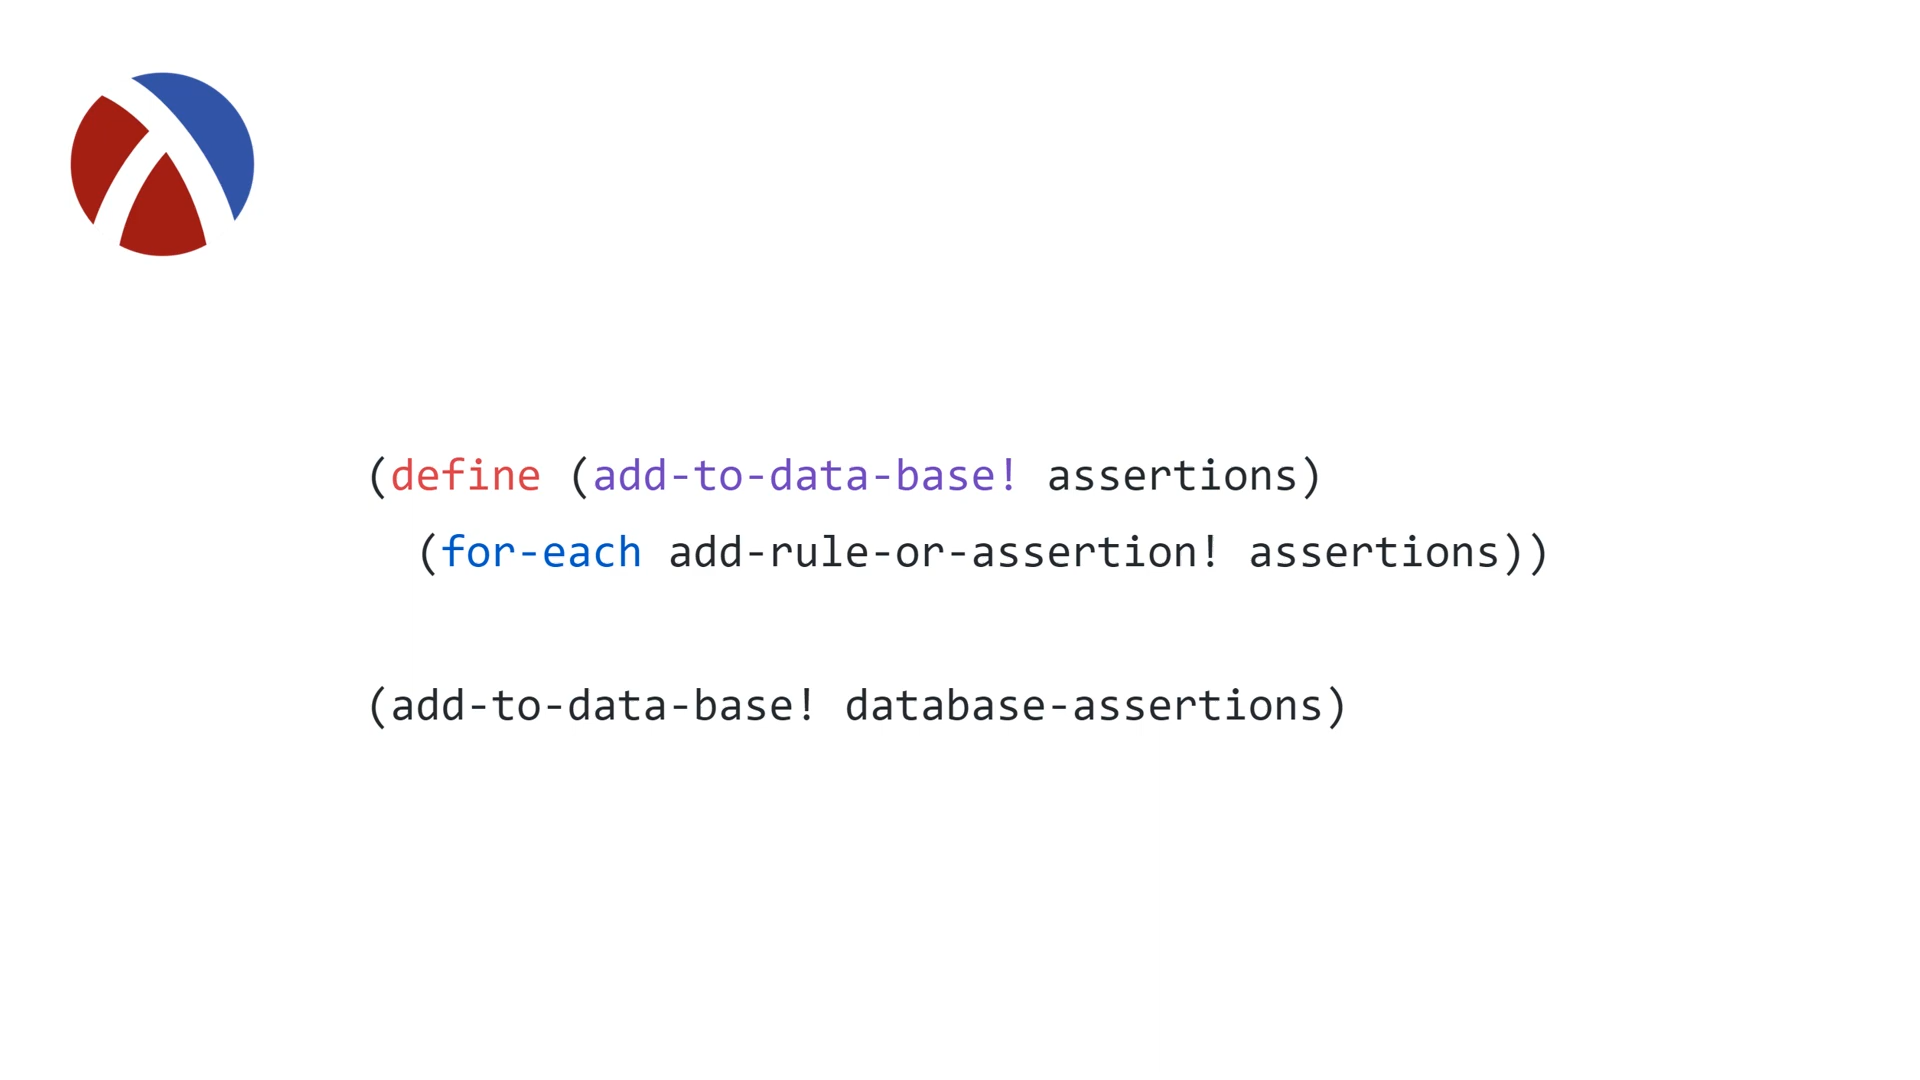 (define (add-to-data-base! assertions)
(for-each add-rule-or-assertion! assertions))
(add-to-data-base! database-assertions)